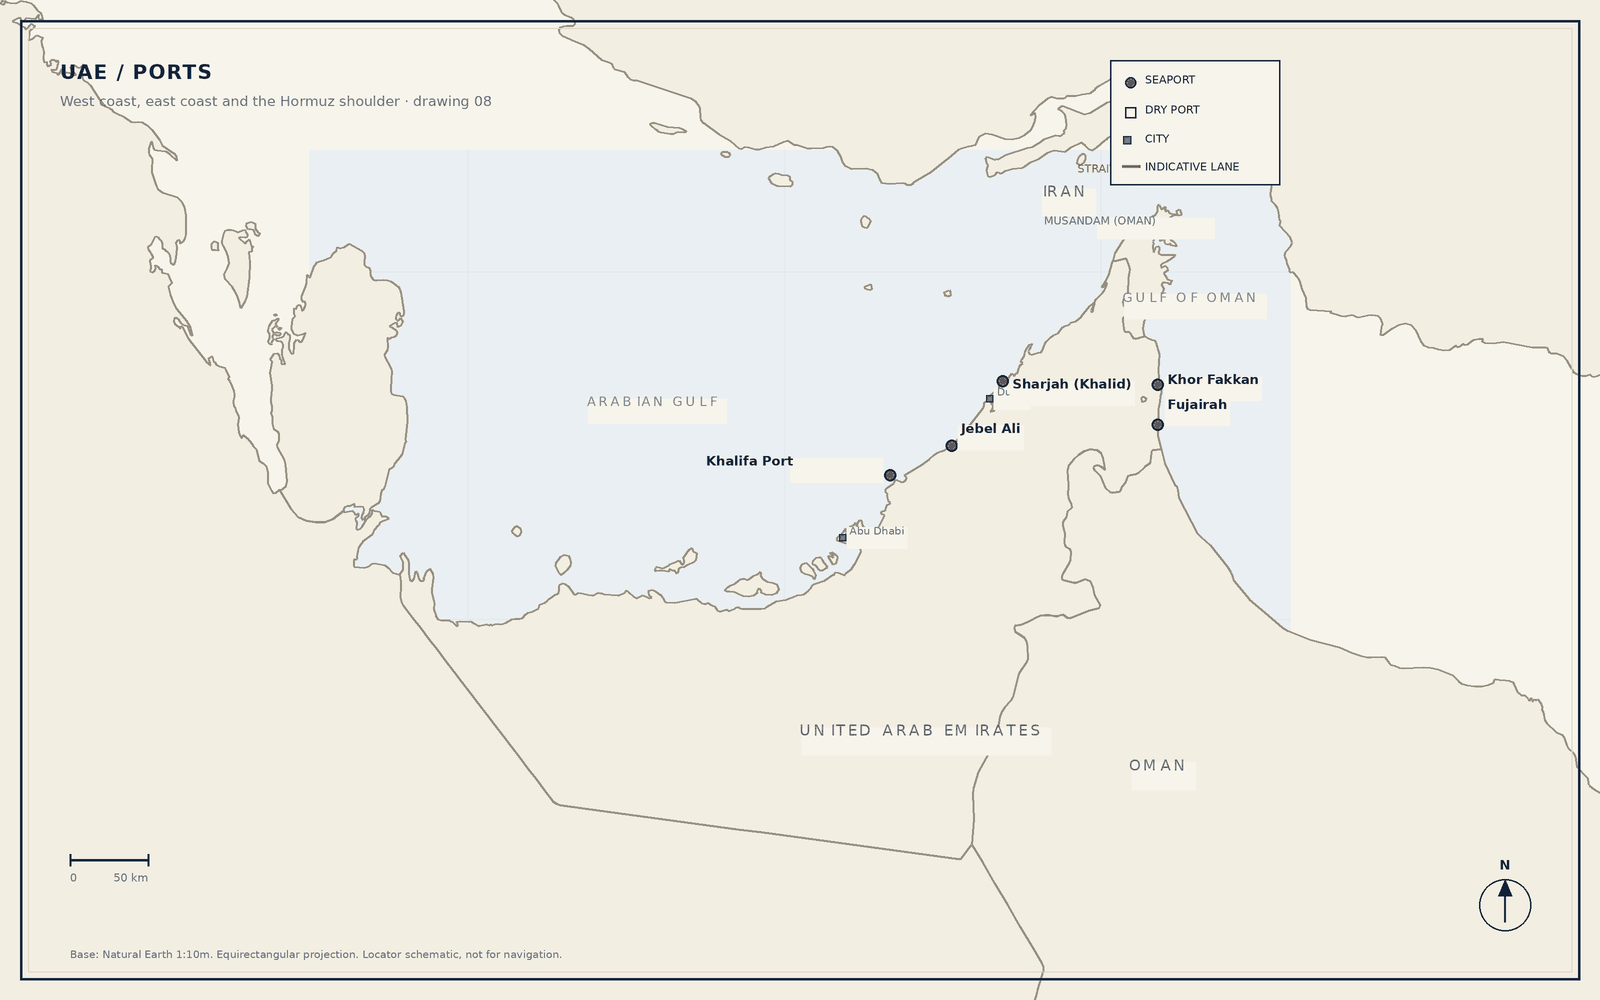 UAE / PORTS
West coast, east coast and the Hormuz shoulder · drawing 08
SEAPORT
DRY PORT
CITY
INDICATIVE LANE
IRAN
MUSANDAM (OMAN)
GULF OF OMAN
Sharjah (Khalid)
Khor Fakkan
Fujairah
ARABIAN GULF
Jebel Ali
Khalifa Port
Abu Dhabi
UNITED ARAB EMIRATES
OMAN
0 50 km
N
Base: Natural Earth 1:10m. Equirectangular projection. Locator schematic, not for navigation.